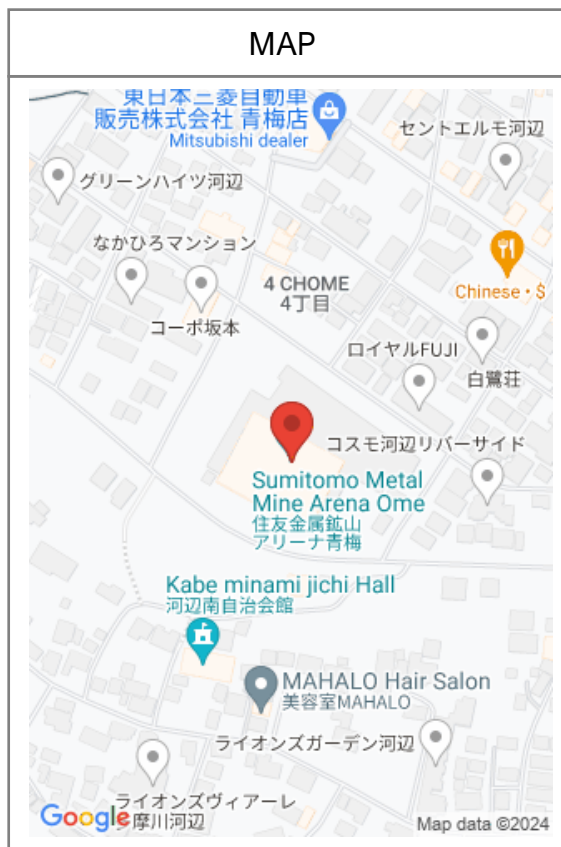 MAP
東日本三菱自動車
販売株式会社 青梅店
Mitsubishi dealer
セントエルモ河辺
グリーンハイツ河辺
なかひろマンション
Chinese • $
4 CHOME
4丁目
コーポ坂本
ロイヤルFUJI
白鷺荘
コスモ河辺リバーサイド
Sumitomo Metal
Mine Arena Ome
住友金属鉱山
アリーナ青梅
Kabe minami jichi Hall
河辺南自治会館
MAHALO Hair Salon
美容室MAHALO
ライオンズガーデン河辺
ライオンズヴィアーレ
多摩川河辺
Google
Map data ©2024